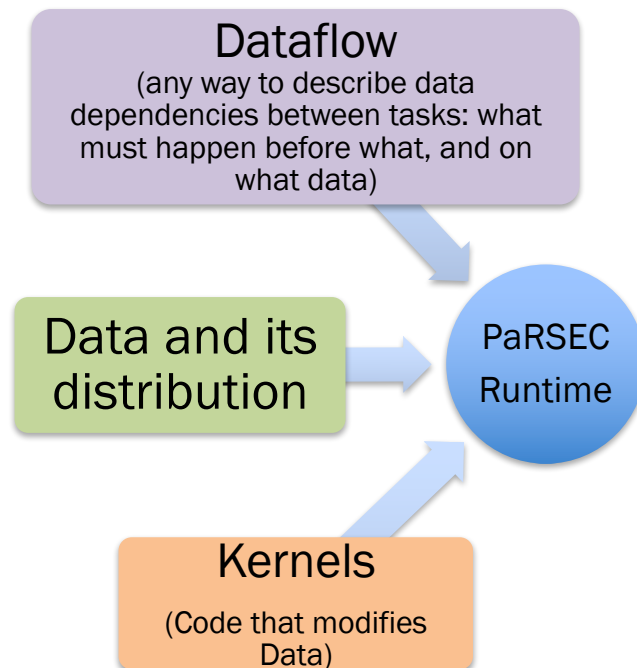 Dataflow
(any way to describe data
dependencies between tasks: what
must happen before what, and on
what data)
Data and its
distribution
PaRSEC
Runtime
Kernels
(Code that modifies
Data)